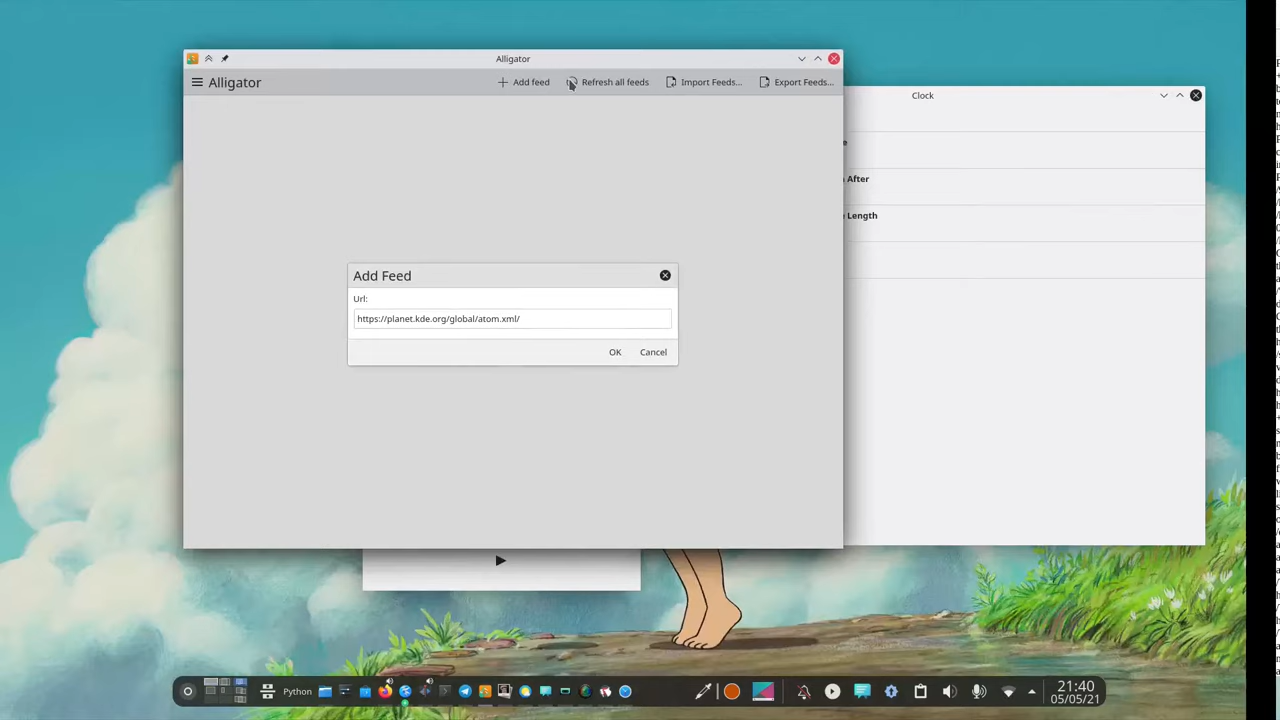 Alligator
Alligator
Add feed
Refresh all feeds
Import Feeds...
Export Feeds...
Clock
After
Length
Add Feed
Url:
https://planet.kde.org/global/atom.xml/
OK
Cancel
Python
21:40
05/05/21